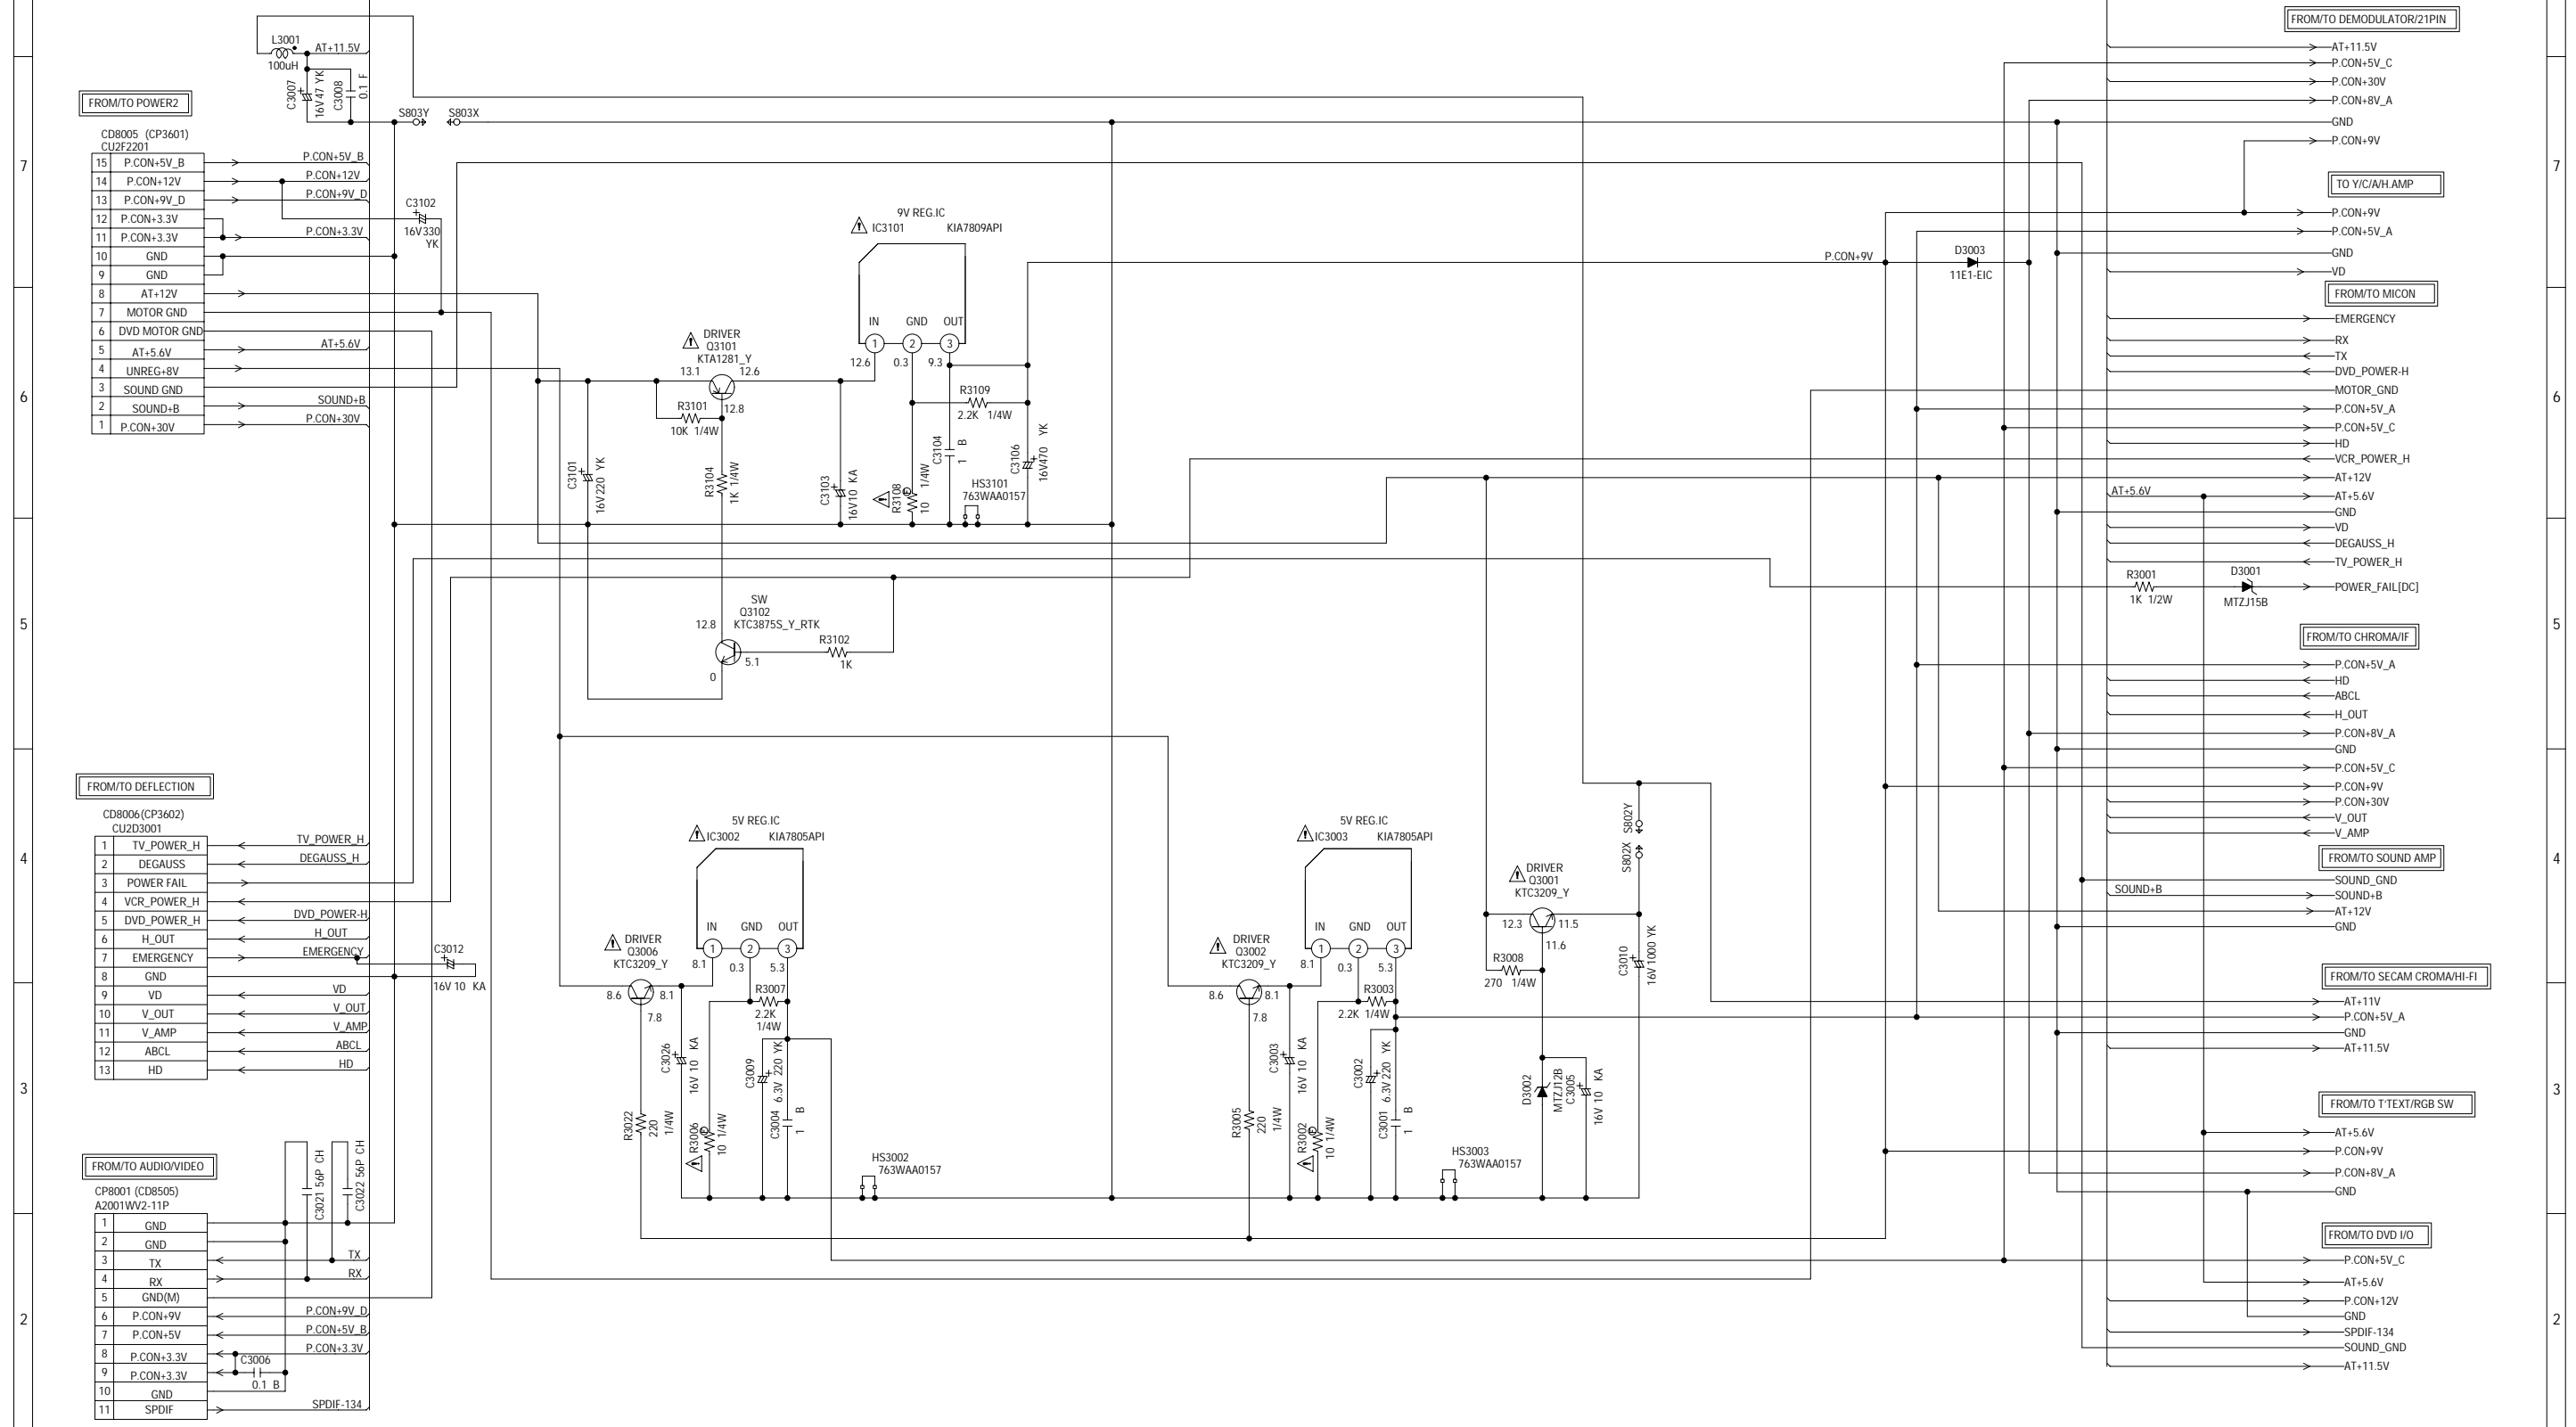 L3001
100uH
AT+11.5V
C3007
16V 47 YK
C3008
0.1 F
S803Y
S803X
FROM/TO POWER2
CD8005 (CP3601)
CU2F2201
15 P.CON+5V_B
14 P.CON+12V
13 P.CON+9V_D
12 P.CON+3.3V
11 P.CON+3.3V
10 GND
9 GND
8 AT+12V
7 MOTOR GND
6 DVD MOTOR GND
5 AT+5.6V
4 UNREG+8V
3 SOUND GND
2 SOUND+B
1 P.CON+30V
P.CON+5V_B
P.CON+12V
P.CON+9V_D
P.CON+3.3V
AT+5.6V
SOUND+B
P.CON+30V
C3102
16V330
YK
9V REG.IC
IC3101 KIA7809API
IN GND OUT
1 2 3
12.6 0.3 9.3
DRIVER
Q3101
KTA1281_Y
13.1 12.6
12.8
R3101
10K 1/4W
R3104
1K 1/4W
C3101
16V220 YK
C3103
16V10 KA
R3108
10 1/4W
C3104
1 B
R3109
2.2K 1/4W
C3106
16V470 YK
HS3101
763WAA0157
SW
Q3102
KTC3875S_Y_RTK
12.8
5.1
0
R3102
1K
P.CON+9V
D3003
11E1-EIC
FROM/TO DEFLECTION
CD8006(CP3602)
CU2D3001
1 TV_POWER_H
2 DEGAUSS
3 POWER FAIL
4 VCR_POWER_H
5 DVD_POWER_H
6 H_OUT
7 EMERGENCY
8 GND
9 VD
10 V_OUT
11 V_AMP
12 ABCL
13 HD
TV_POWER_H
DEGAUSS_H
DVD_POWER-H
H_OUT
EMERGENCY
VD
V_OUT
V_AMP
ABCL
HD
C3012
16V 10 KA
5V REG.IC
IC3002 KIA7805API
IN GND OUT
1 2 3
8.1 0.3 5.3
DRIVER
Q3006
KTC3209_Y
8.6 8.1
7.8
R3007
2.2K
1/4W
C3026
16V 10 KA
C3009
6.3V 220 YK
R3022
220
1/4W
R3006
10 1/4W
C3004
1 B
HS3002
763WAA0157
5V REG.IC
IC3003 KIA7805API
IN GND OUT
1 2 3
8.1 0.3 5.3
DRIVER
Q3002
KTC3209_Y
8.6 8.1
7.8
R3003
2.2K 1/4W
C3003
16V 10 KA
C3002
6.3V 220 YK
R3005
220
1/4W
R3002
10 1/4W
C3001
1 B
HS3003
763WAA0157
DRIVER
Q3001
KTC3209_Y
12.3 11.5
11.6
R3008
270 1/4W
S802Y
S802X
C3010
16V1000 YK
D3002
MTZJ12B
C3005
16V 10 KA
FROM/TO AUDIO/VIDEO
CP8001 (CD8505)
A2001WV2-11P
1 GND
2 GND
3 TX
4 RX
5 GND(M)
6 P.CON+9V
7 P.CON+5V
8 P.CON+3.3V
9 P.CON+3.3V
10 GND
11 SPDIF
C3021 56P CH
C3022 56P CH
TX
RX
P.CON+9V_D
P.CON+5V_B
P.CON+3.3V
C3006
0.1 B
SPDIF-134
FROM/TO DEMODULATOR/21PIN
AT+11.5V
P.CON+5V_C
P.CON+30V
P.CON+8V_A
GND
P.CON+9V
TO Y/C/A/H.AMP
P.CON+9V
P.CON+5V_A
GND
VD
FROM/TO MICON
EMERGENCY
RX
TX
DVD_POWER-H
MOTOR_GND
P.CON+5V_A
P.CON+5V_C
HD
VCR_POWER_H
AT+12V
AT+5.6V
AT+5.6V
GND
VD
DEGAUSS_H
TV_POWER_H
R3001
1K 1/2W
D3001
MTZJ15B
POWER_FAIL[DC]
FROM/TO CHROMA/IF
P.CON+5V_A
HD
ABCL
H_OUT
P.CON+8V_A
GND
P.CON+5V_C
P.CON+9V
P.CON+30V
V_OUT
V_AMP
FROM/TO SOUND AMP
SOUND_GND
SOUND+B
SOUND+B
AT+12V
GND
FROM/TO SECAM CROMA/HI-FI
AT+11V
P.CON+5V_A
GND
AT+11.5V
FROM/TO T'TEXT/RGB SW
AT+5.6V
P.CON+9V
P.CON+8V_A
GND
FROM/TO DVD I/O
P.CON+5V_C
AT+5.6V
P.CON+12V
GND
SPDIF-134
SOUND_GND
AT+11.5V
7
6
5
4
3
2
7
6
5
4
3
2